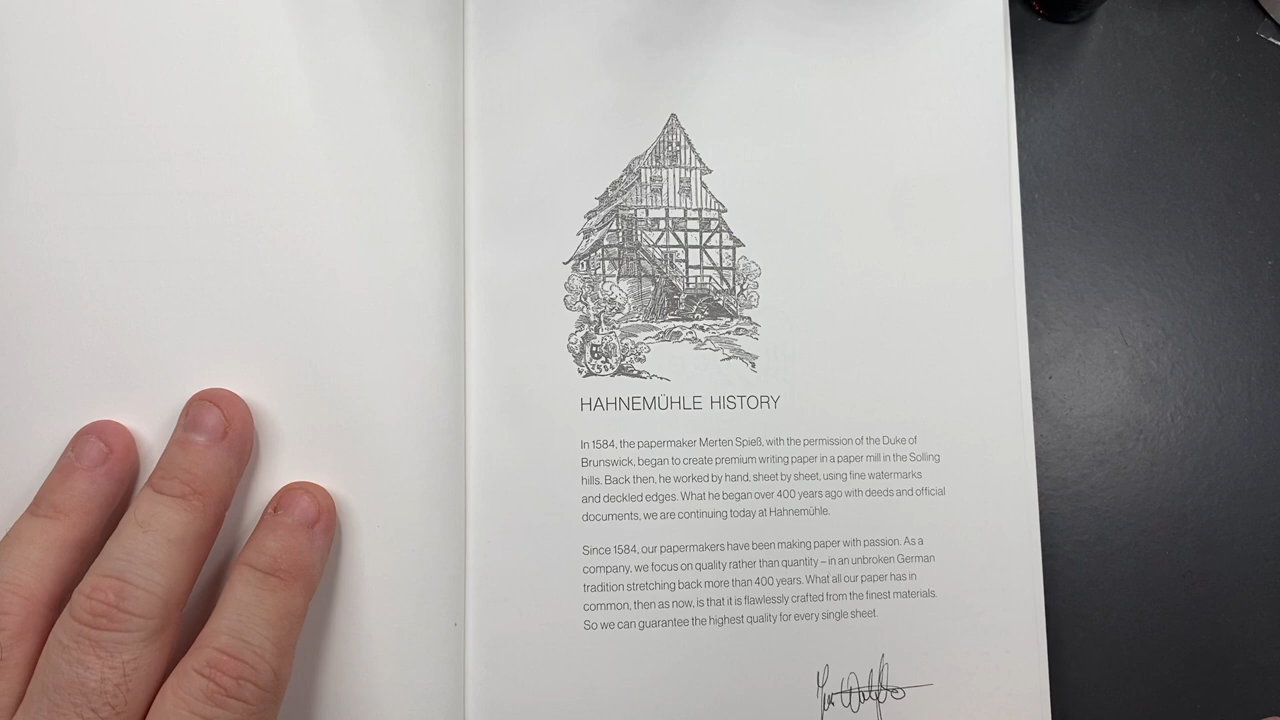 1584
HAHNEMÜHLE HISTORY
In 1584, the papermaker Merten Spieß, with the permission of the Duke of
Brunswick, began to create premium writing paper in a paper mill in the Solling
hills. Back then, he worked by hand, sheet by sheet, using fine watermarks
and deckled edges. What he began over 400 years ago with deeds and official
documents, we are continuing today at Hahnemühle.
Since 1584, our papermakers have been making paper with passion. As a
company, we focus on quality rather than quantity – in an unbroken German
tradition stretching back more than 400 years. What all our paper has in
common, then as now, is that it is flawlessly crafted from the finest materials.
So we can guarantee the highest quality for every single sheet.